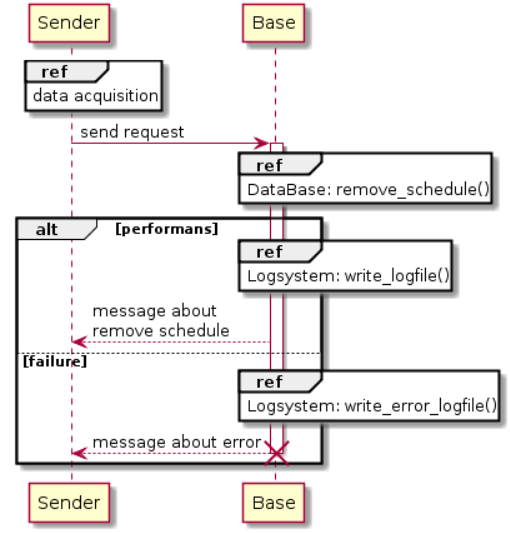 Sender
Base
ref
data acquisition
send request
ref
DataBase: remove_schedule()
alt
[performans]
ref
Logsystem: write_logfile()
message about
remove schedule
[failure]
ref
Logsystem: write_error_logfile()
message about error
Sender
Base